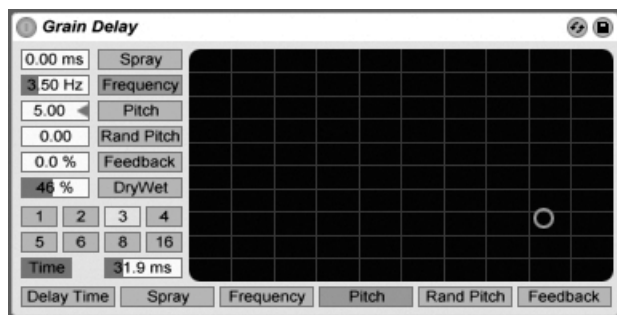 Grain Delay
0.00 ms Spray
3.50 Hz Frequency
5.00 Pitch
0.00 Rand Pitch
0.0 % Feedback
46 % DryWet
1 2 3 4
5 6 8 16
Time 31.9 ms
Delay Time Spray Frequency Pitch Rand Pitch Feedback